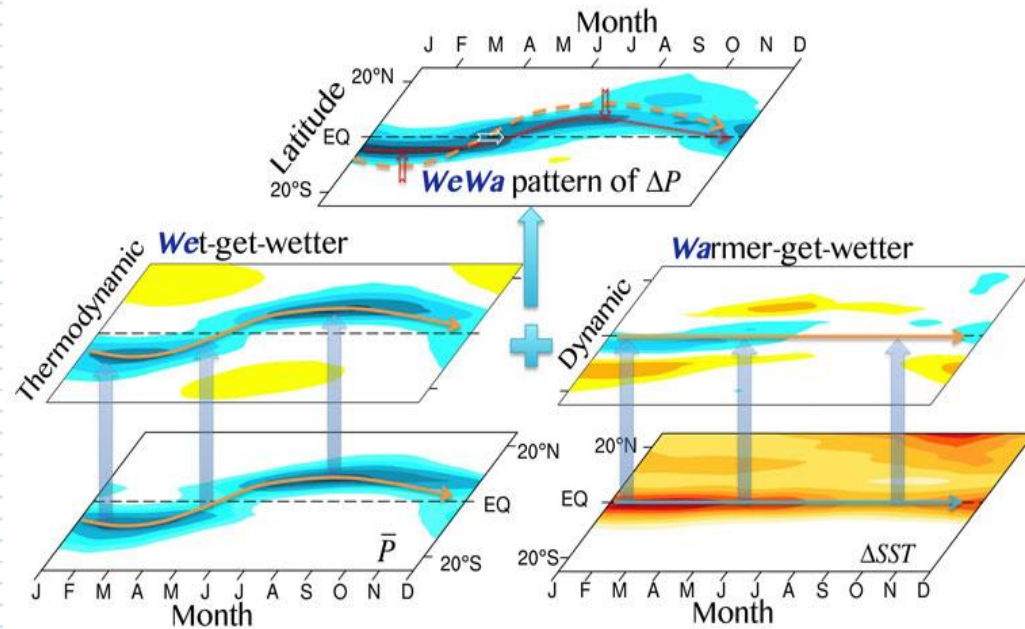 Month
J F M A M J J A S O N D
20°N
EQ
20°S
Latitude
WeWa pattern of ΔP
Wet-get-wetter
Warmer-get-wetter
Thermodynamic
Dynamic
20°N
EQ
20°S
P̄
J F M A M J J A S O N D
Month
20°N
EQ
20°S
ΔSST
J F M A M J J A S O N D
Month